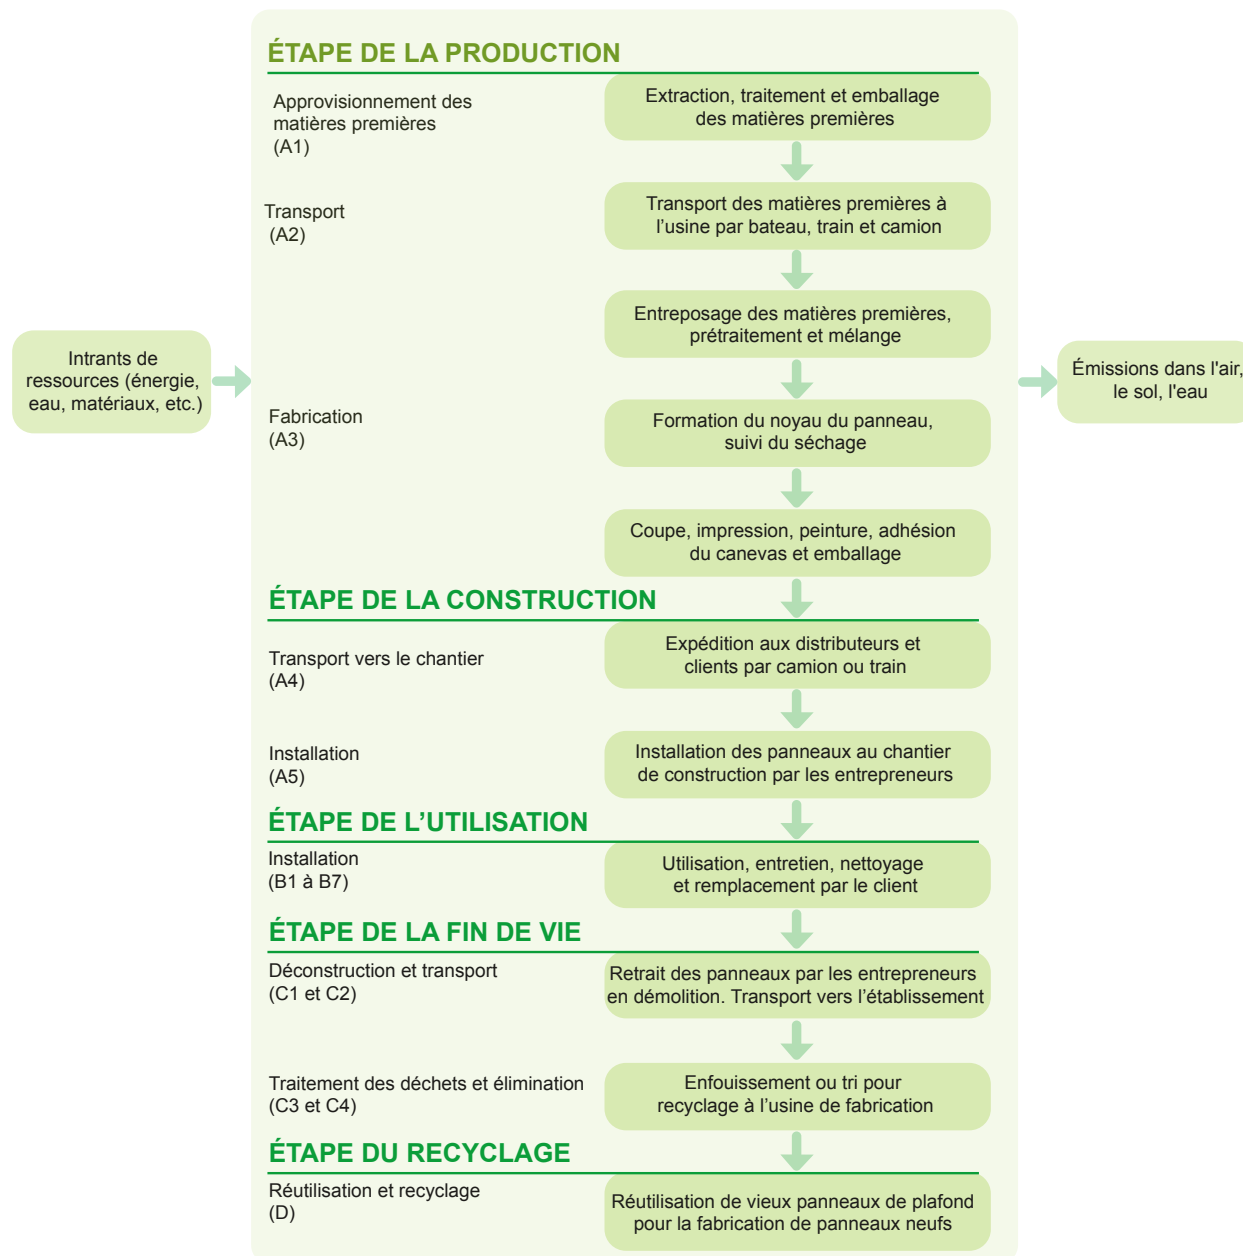 ÉTAPE DE LA PRODUCTION
Approvisionnement des
matières premières
(A1)
Extraction, traitement et emballage
des matières premières
Transport
(A2)
Transport des matières premières à
l’usine par bateau, train et camion
Entreposage des matières premières,
prétraitement et mélange
Intrants de
ressources (énergie,
eau, matériaux, etc.)
Émissions dans l'air,
le sol, l'eau
Fabrication
(A3)
Formation du noyau du panneau,
suivi du séchage
Coupe, impression, peinture, adhésion
du canevas et emballage
ÉTAPE DE LA CONSTRUCTION
Transport vers le chantier
(A4)
Expédition aux distributeurs et
clients par camion ou train
Installation
(A5)
Installation des panneaux au chantier
de construction par les entrepreneurs
ÉTAPE DE L’UTILISATION
Installation
(B1 à B7)
Utilisation, entretien, nettoyage
et remplacement par le client
ÉTAPE DE LA FIN DE VIE
Déconstruction et transport
(C1 et C2)
Retrait des panneaux par les entrepreneurs
en démolition. Transport vers l’établissement
Traitement des déchets et élimination
(C3 et C4)
Enfouissement ou tri pour
recyclage à l’usine de fabrication
ÉTAPE DU RECYCLAGE
Réutilisation et recyclage
(D)
Réutilisation de vieux panneaux de plafond
pour la fabrication de panneaux neufs